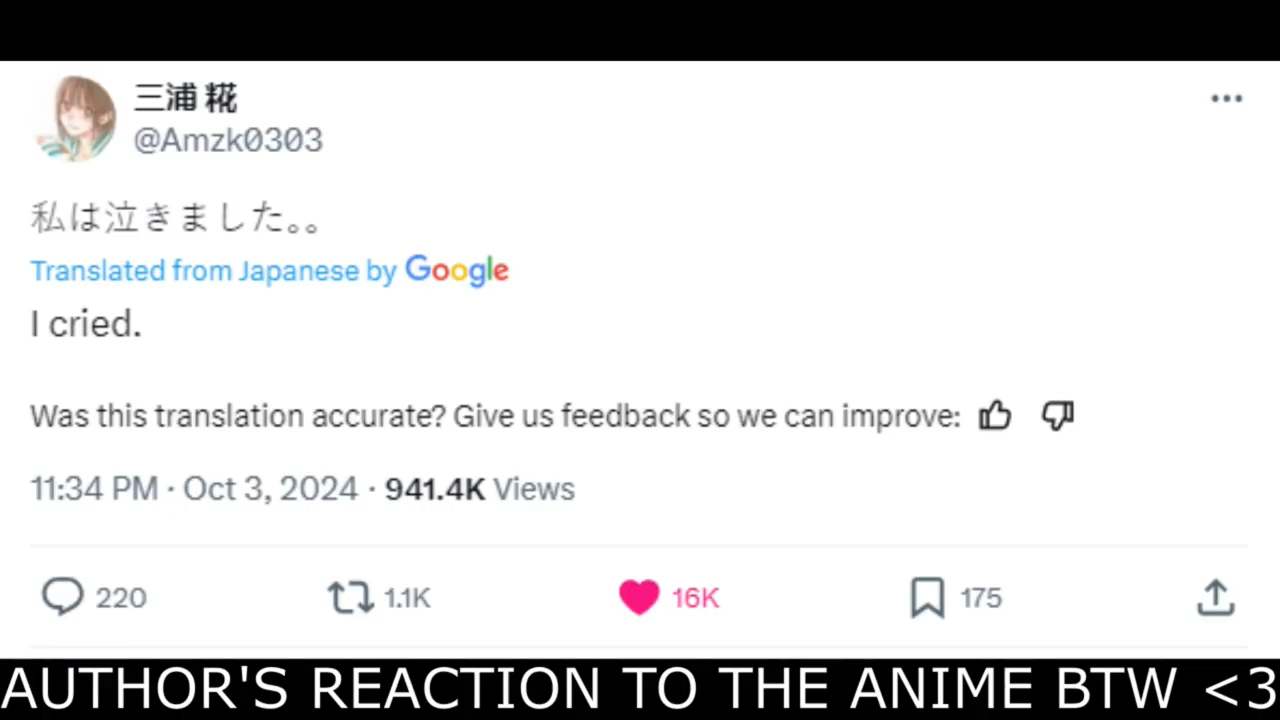 三浦 糀
@Amzk0303
私は泣きました。。
Translated from Japanese by Google
I cried.
Was this translation accurate? Give us feedback so we can improve:
11:34 PM · Oct 3, 2024 · 941.4K Views
220 1.1K 16K 175
AUTHOR'S REACTION TO THE ANIME BTW <3